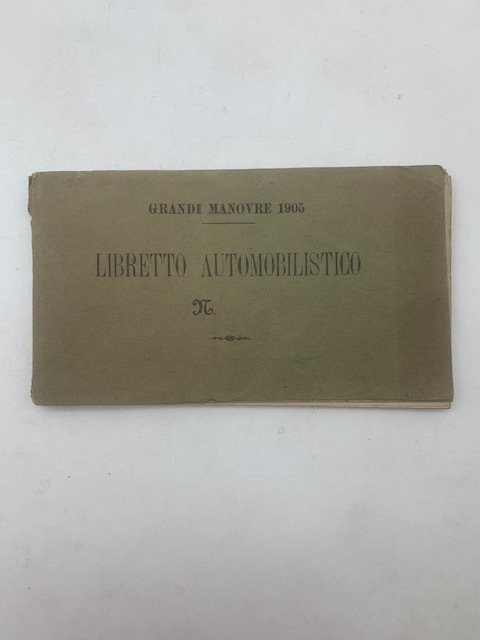 GRANDI MANOVRE 1905
LIBRETTO AUTOMOBILISTICO
N.